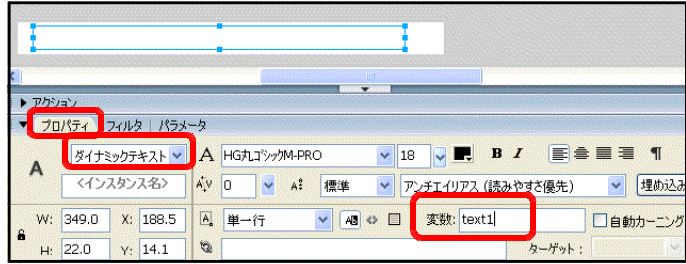 アクション
プロパティ フィルタ パラメータ
A ダイナミックテキスト A HG丸ゴシックM-PRO 18 B I ¶
<インスタンス名> A V 0 A 標準 アンチエイリアス (読みやすさ優先) 埋め込み
W: 349.0 X: 188.5 A 単一行 AB <> 変数: text1 自動カーニング
H: 22.0 Y: 14.1 ターゲット: